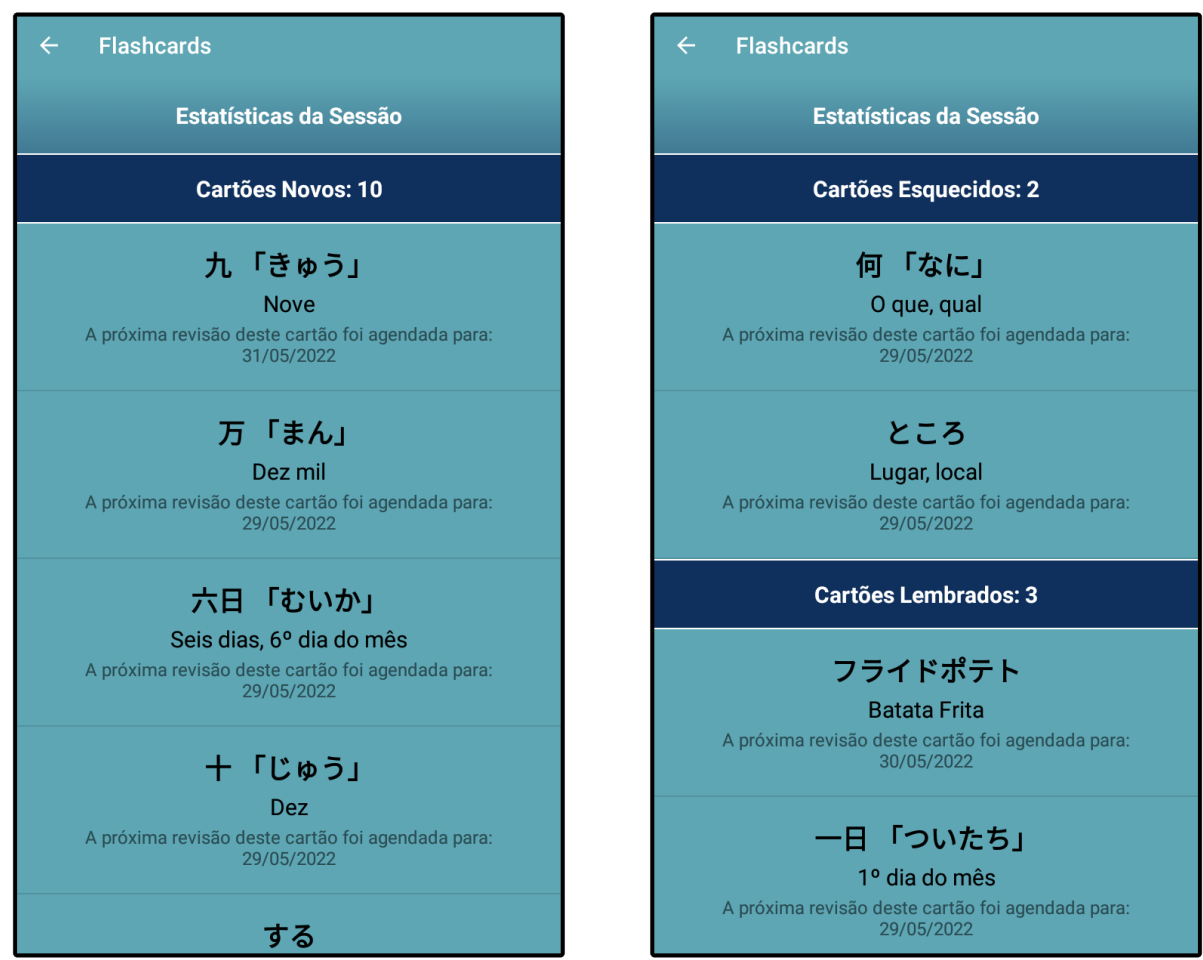 ← Flashcards
Estatísticas da Sessão
Cartões Novos: 10
九 「きゅう」
Nove
A próxima revisão deste cartão foi agendada para:
31/05/2022
万 「まん」
Dez mil
A próxima revisão deste cartão foi agendada para:
29/05/2022
六日 「むいか」
Seis dias, 6º dia do mês
A próxima revisão deste cartão foi agendada para:
29/05/2022
十 「じゅう」
Dez
A próxima revisão deste cartão foi agendada para:
29/05/2022
する
← Flashcards
Estatísticas da Sessão
Cartões Esquecidos: 2
何 「なに」
O que, qual
A próxima revisão deste cartão foi agendada para:
29/05/2022
ところ
Lugar, local
A próxima revisão deste cartão foi agendada para:
29/05/2022
Cartões Lembrados: 3
フライドポテト
Batata Frita
A próxima revisão deste cartão foi agendada para:
30/05/2022
一日 「ついたち」
1º dia do mês
A próxima revisão deste cartão foi agendada para:
29/05/2022